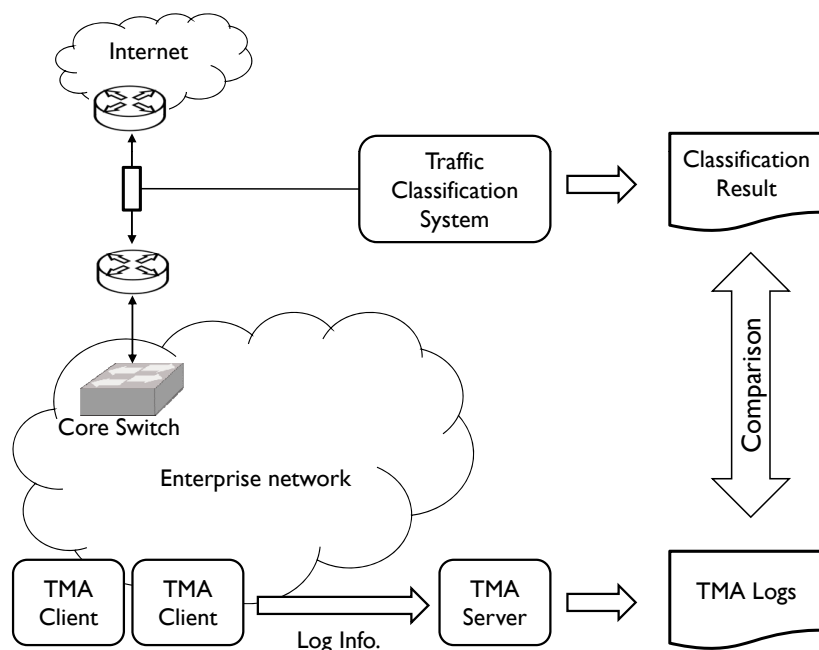 Internet
Traffic
Classification
System
Classification
Result
Comparison
Core Switch
Enterprise network
TMA
Client
TMA
Client
Log Info.
TMA
Server
TMA Logs